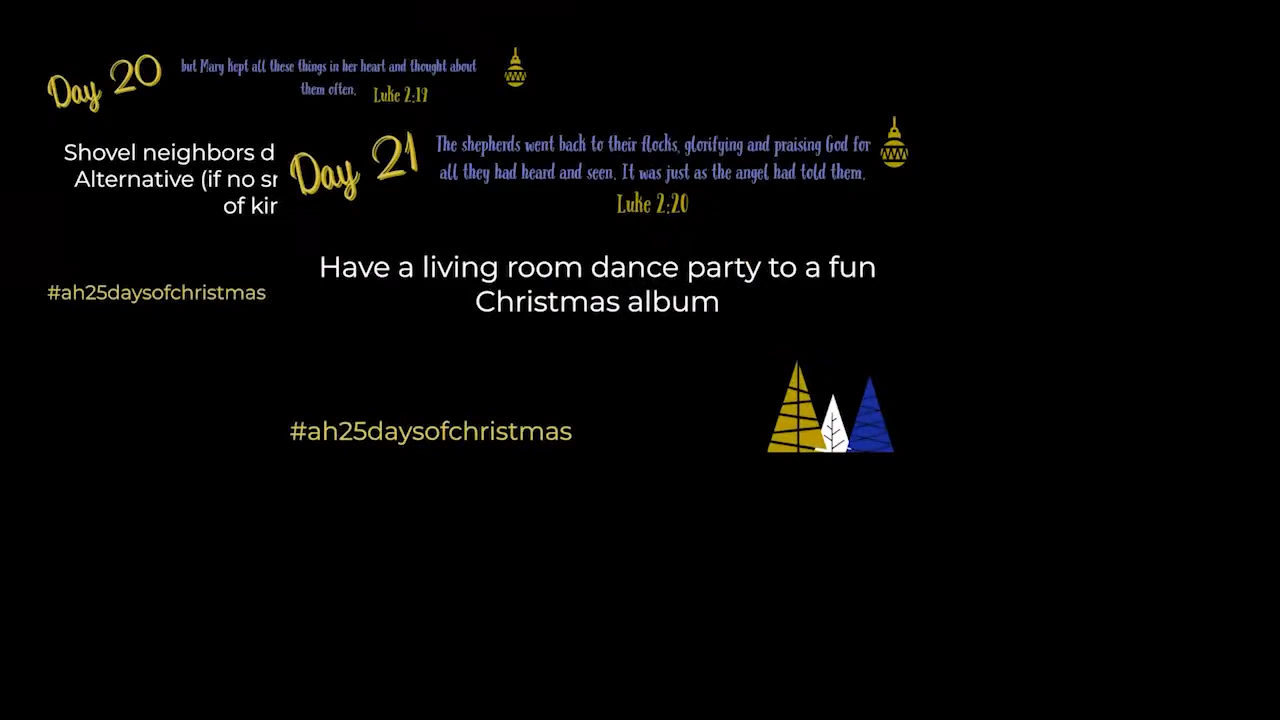 Day 20
but Mary kept all these things in her heart and thought about
them often.
Luke 2:19
Shovel neighbors
Alternative (if no
of
#ah25daysofchristmas
Day 21
The shepherds went back to their flocks, glorifying and praising God for
all they had heard and seen. It was just as the angel had told them.
Luke 2:20
Have a living room dance party to a fun
Christmas album
#ah25daysofchristmas